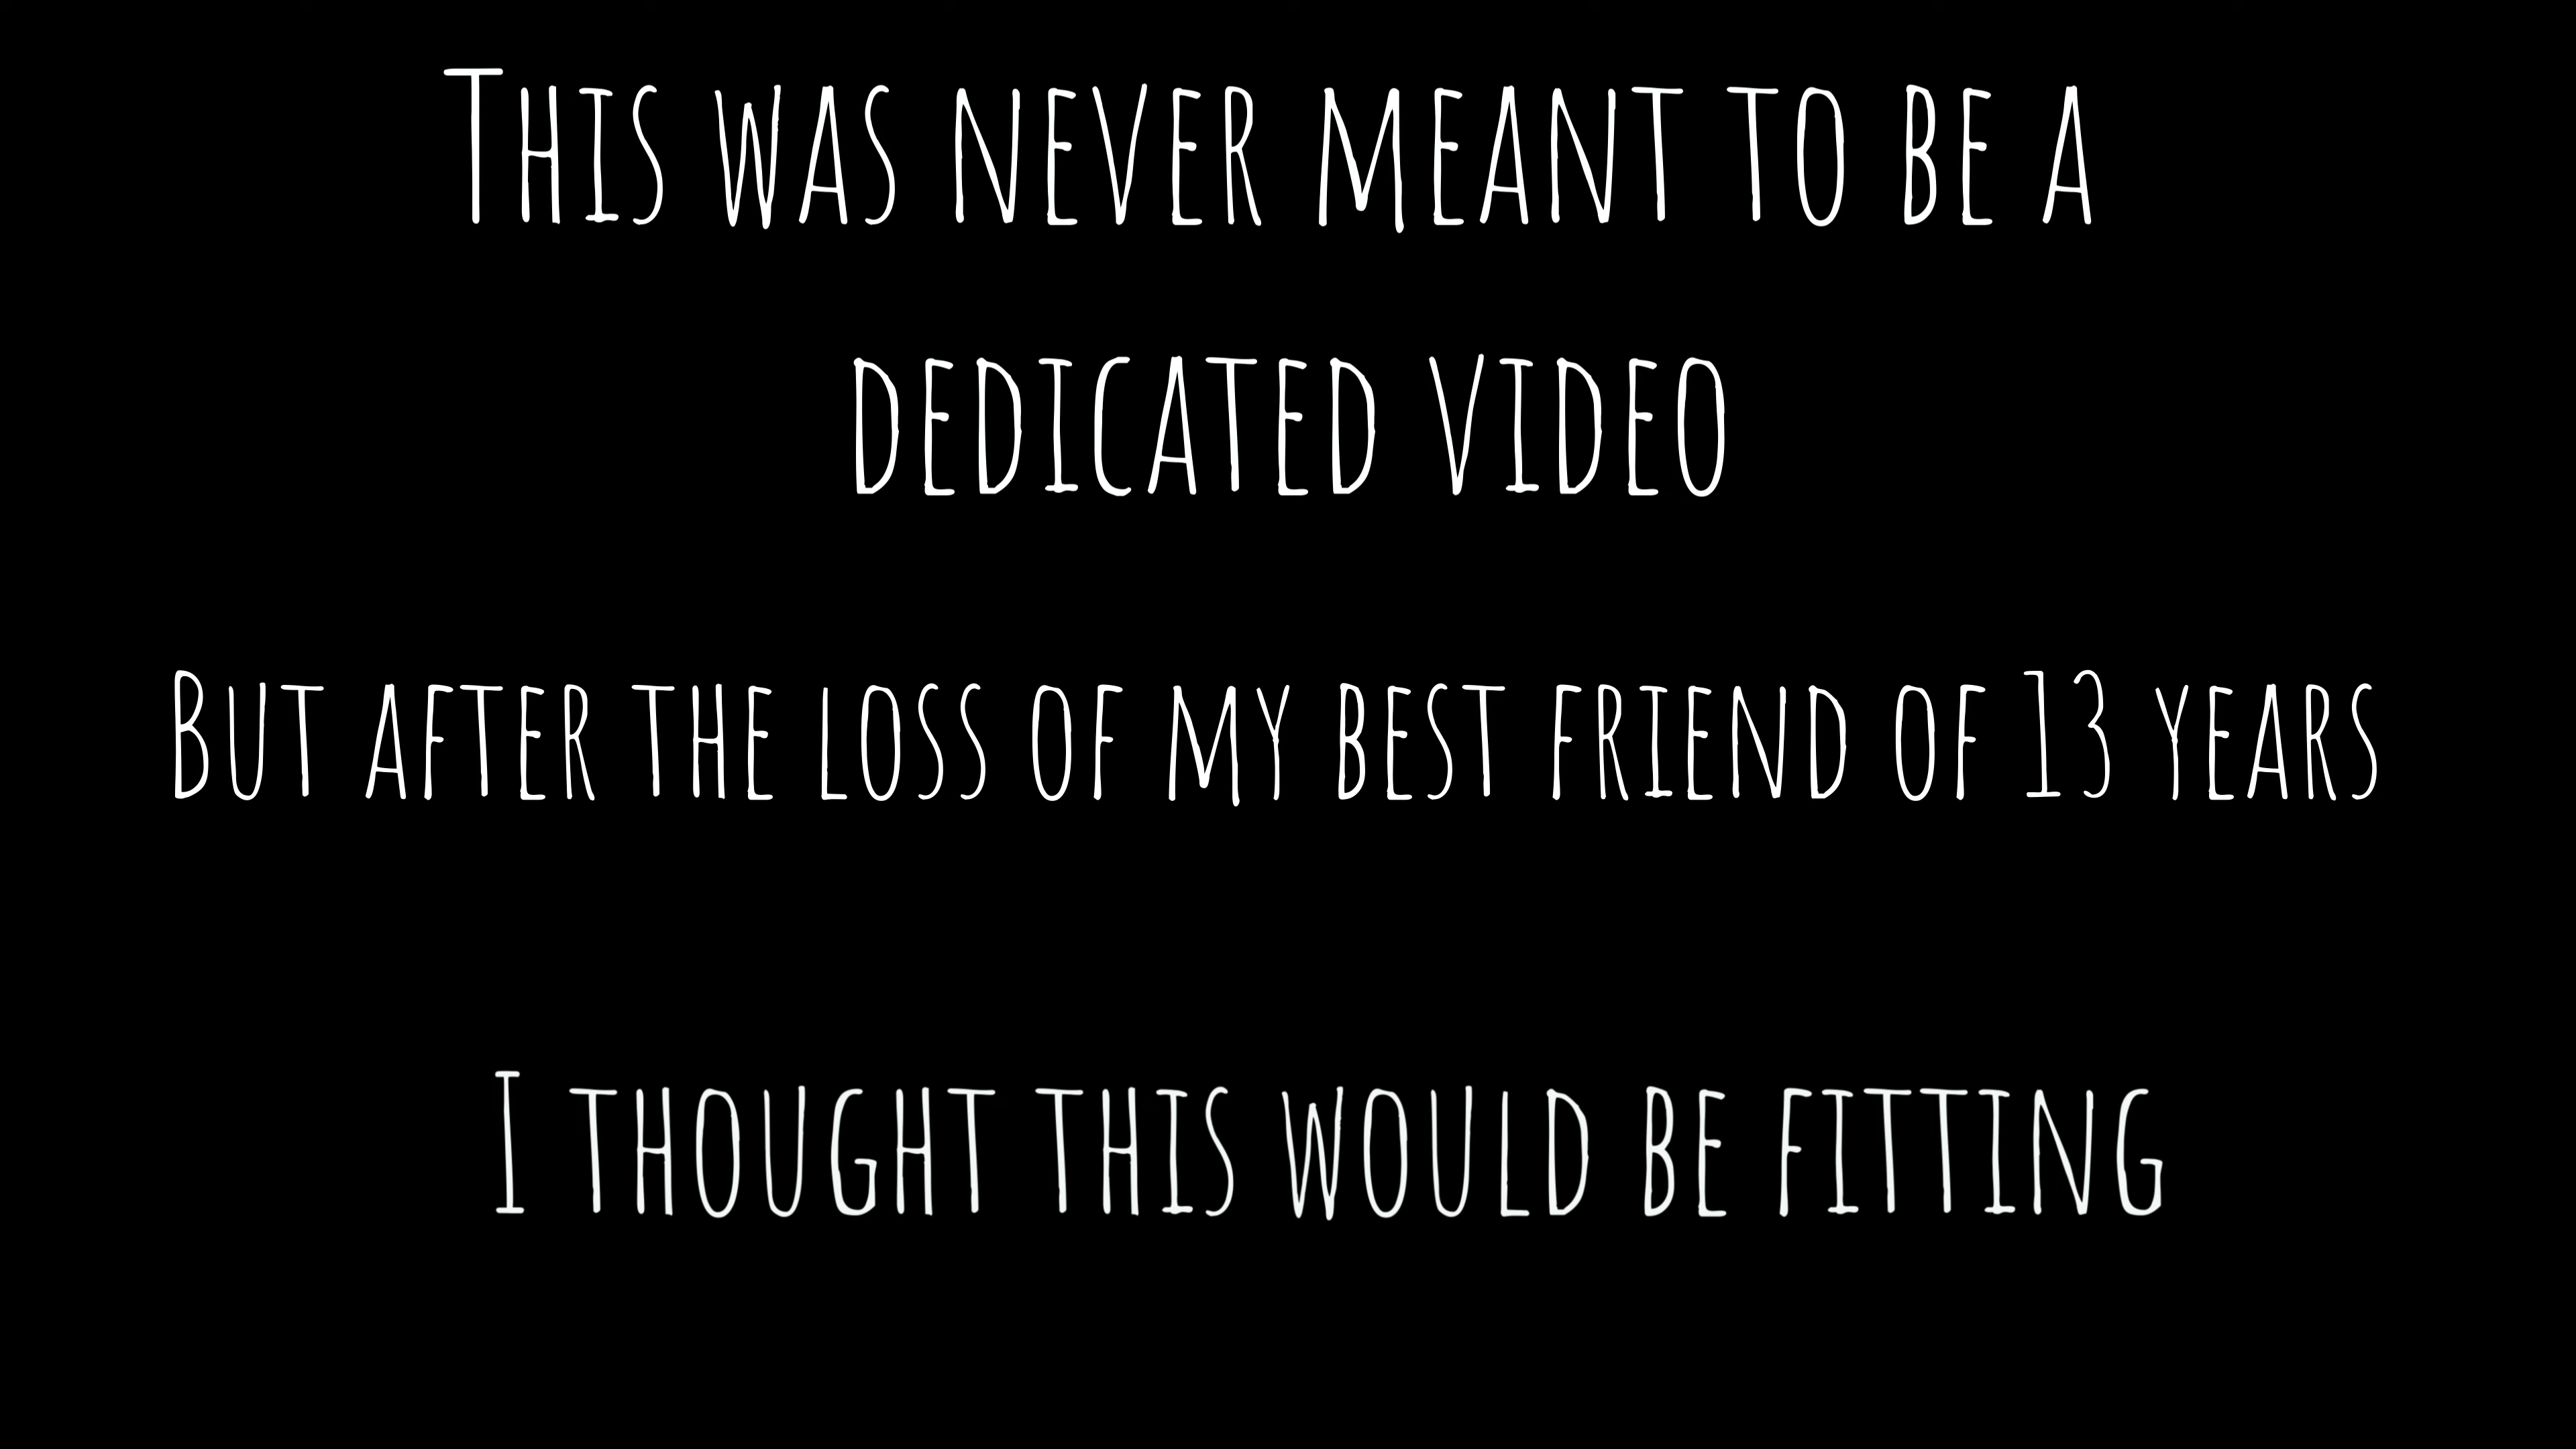 This was never meant to be a
dedicated video
But after the loss of my best friend of 13 years
I thought this would be fitting